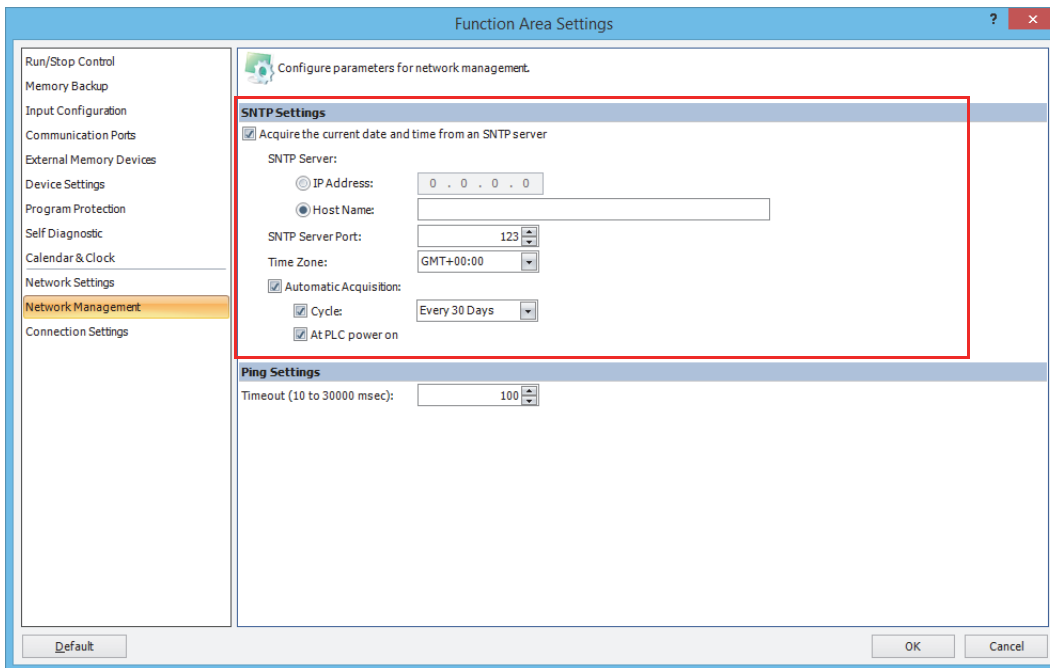 Function Area Settings
? ×
Run/Stop Control
Memory Backup
Input Configuration
Communication Ports
External Memory Devices
Device Settings
Program Protection
Self Diagnostic
Calendar & Clock
Network Settings
Network Management
Connection Settings
Configure parameters for network management.
SNTP Settings
Acquire the current date and time from an SNTP server
SNTP Server:
IP Address: 0 . 0 . 0 . 0
Host Name:
SNTP Server Port: 123
Time Zone: GMT+00:00
Automatic Acquisition:
Cycle: Every 30 Days
At PLC power on
Ping Settings
Timeout (10 to 30000 msec): 100
Default OK Cancel